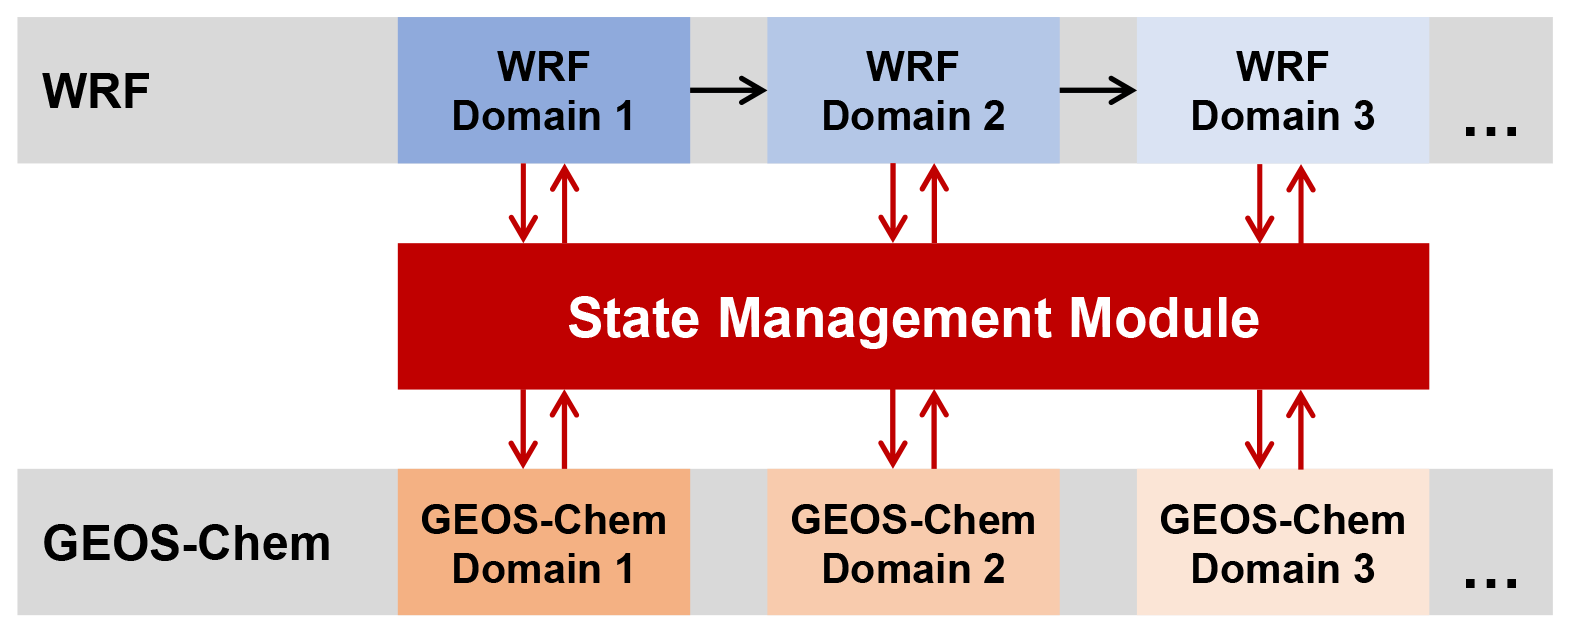 WRF
WRF
Domain 1
WRF
Domain 2
WRF
Domain 3
...
State Management Module
GEOS-Chem
GEOS-Chem
Domain 1
GEOS-Chem
Domain 2
GEOS-Chem
Domain 3
...